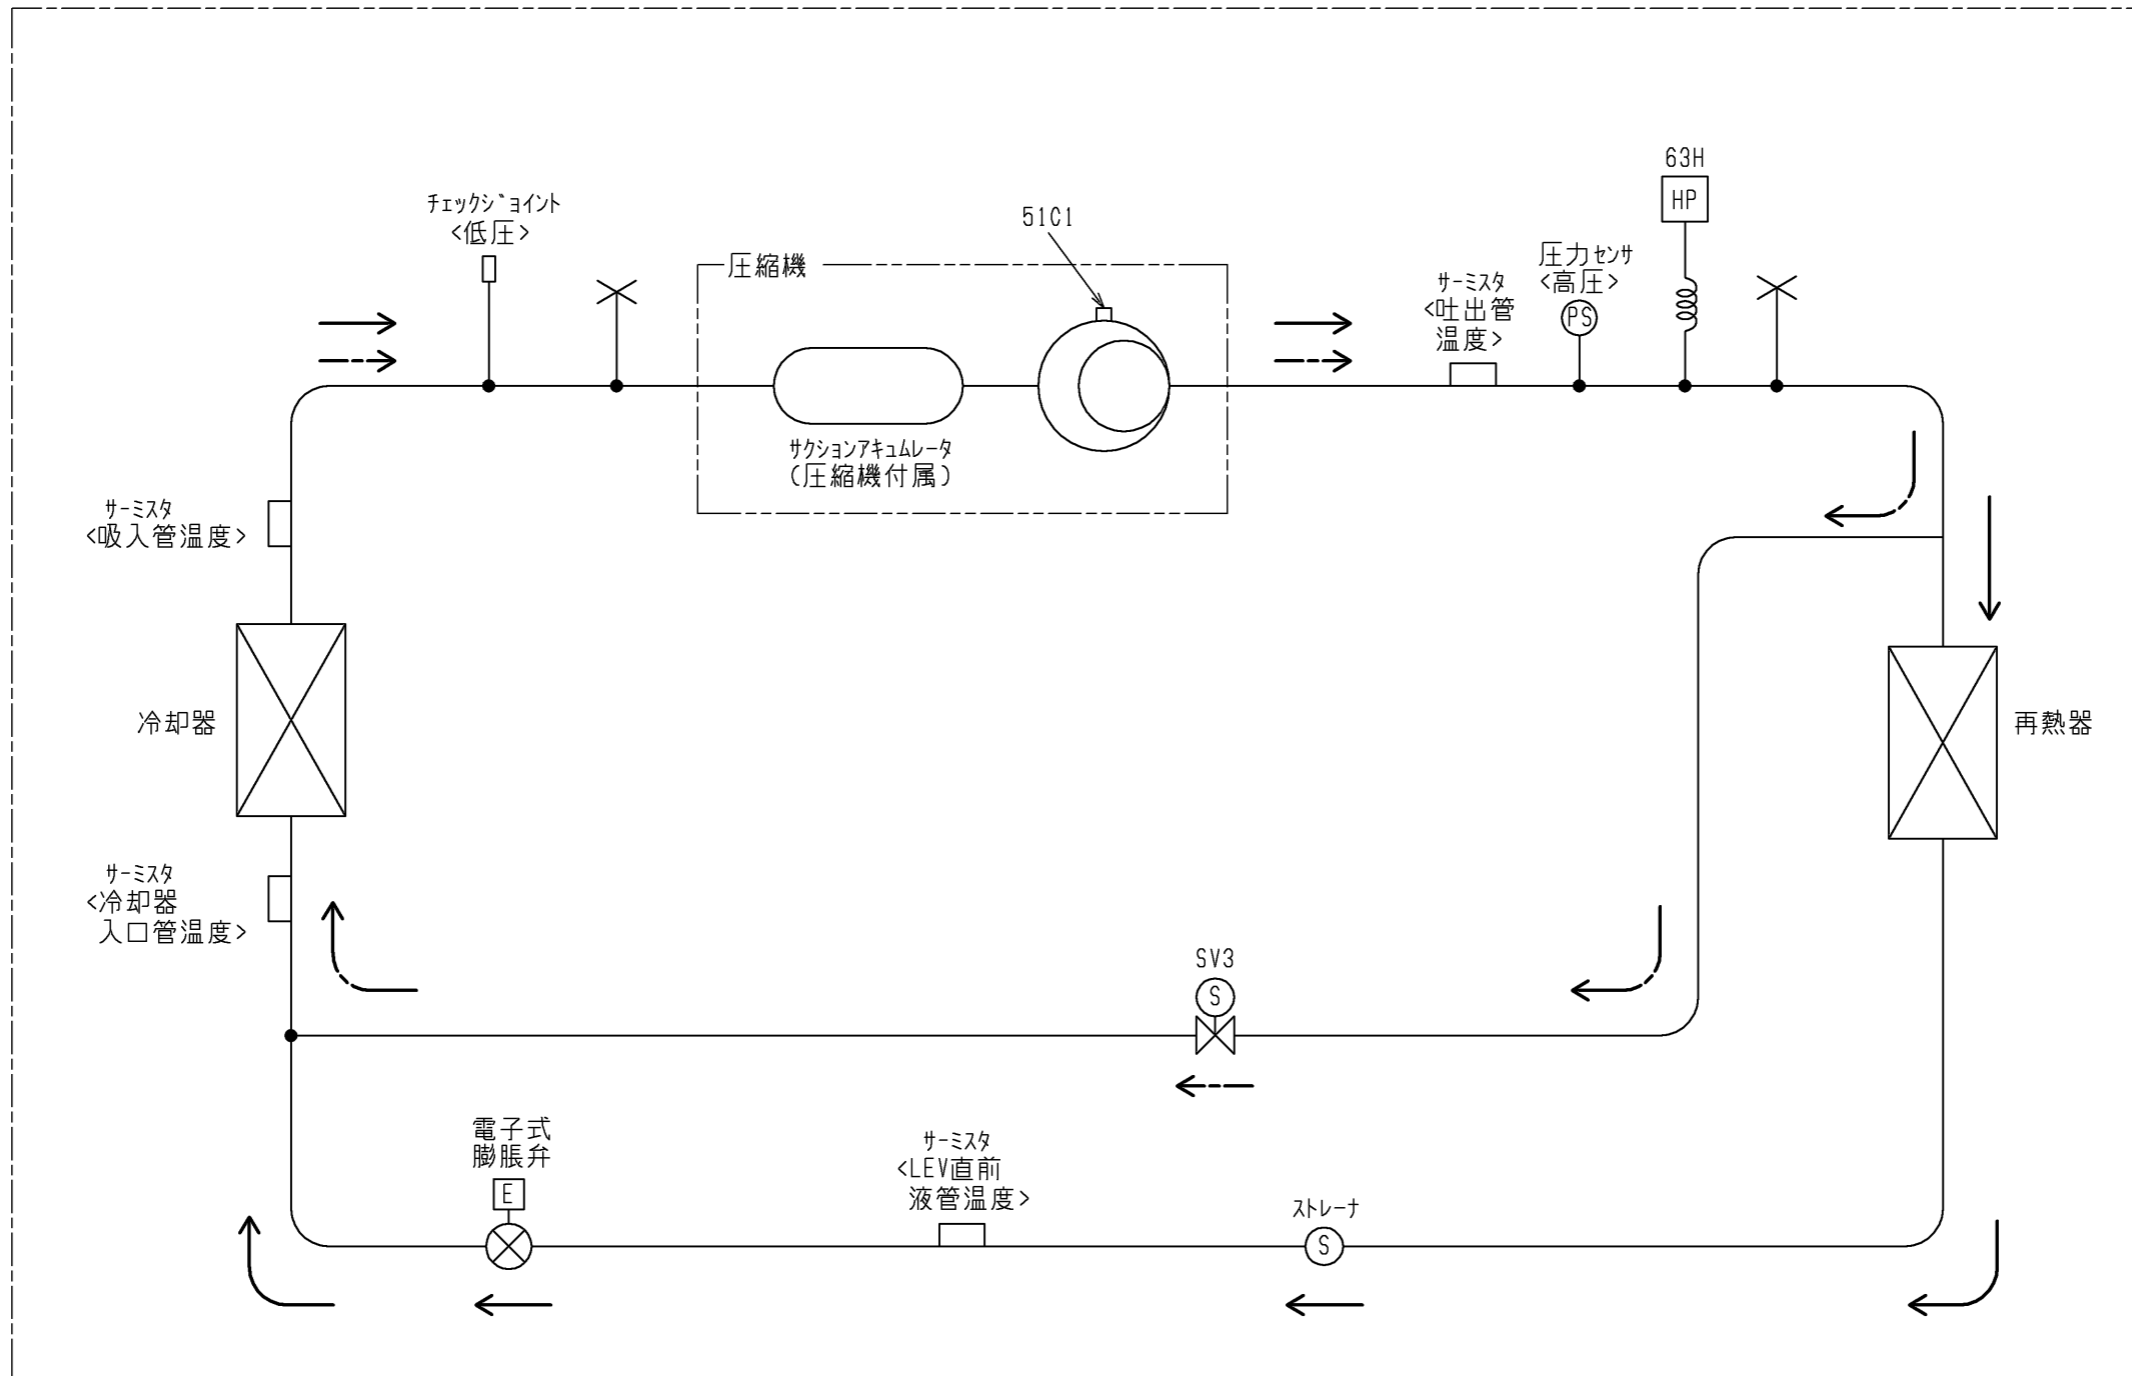 63H
HP
チェックジョイント
<低圧>
51C1
圧縮機
圧力センサ
<高圧>
PS
サーミスタ
<吐出管
温度>
サクションアキュムレータ
(圧縮機付属)
サーミスタ
<吸入管温度>
冷却器
再熱器
サーミスタ
<冷却器
入口管温度>
SV3
S
電子式
膨脹弁
E
サーミスタ
<LEV直前
液管温度>
ストレーナ
S